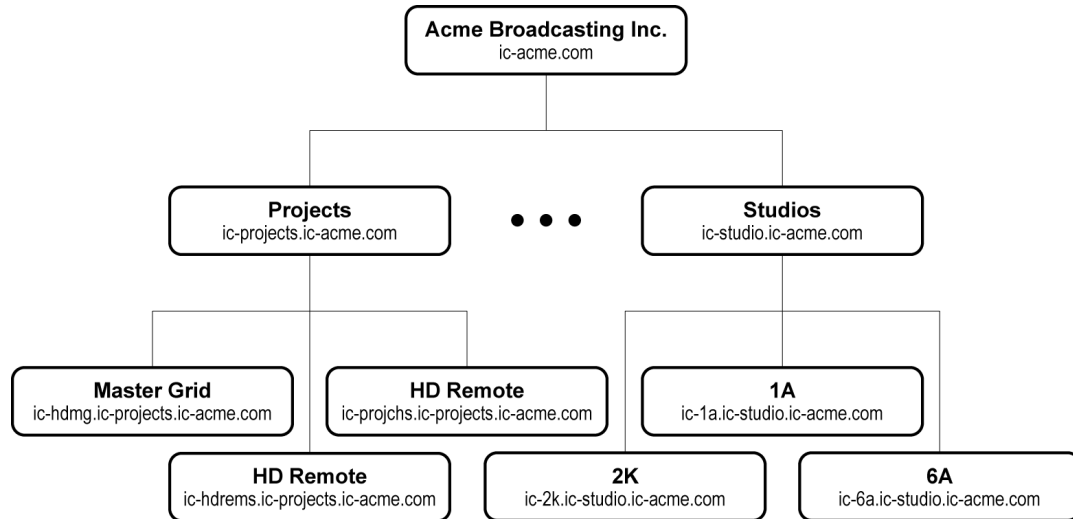 Acme Broadcasting Inc.
ic-acme.com
Projects
ic-projects.ic-acme.com
Studios
ic-studio.ic-acme.com
Master Grid
ic-hdmg.ic-projects.ic-acme.com
HD Remote
ic-projchs.ic-projects.ic-acme.com
1A
ic-1a.ic-studio.ic-acme.com
HD Remote
ic-hdrems.ic-projects.ic-acme.com
2K
ic-2k.ic-studio.ic-acme.com
6A
ic-6a.ic-studio.ic-acme.com